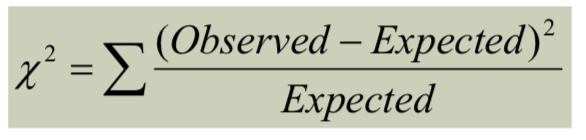 χ² = ∑ (Observed − Expected)² / Expected